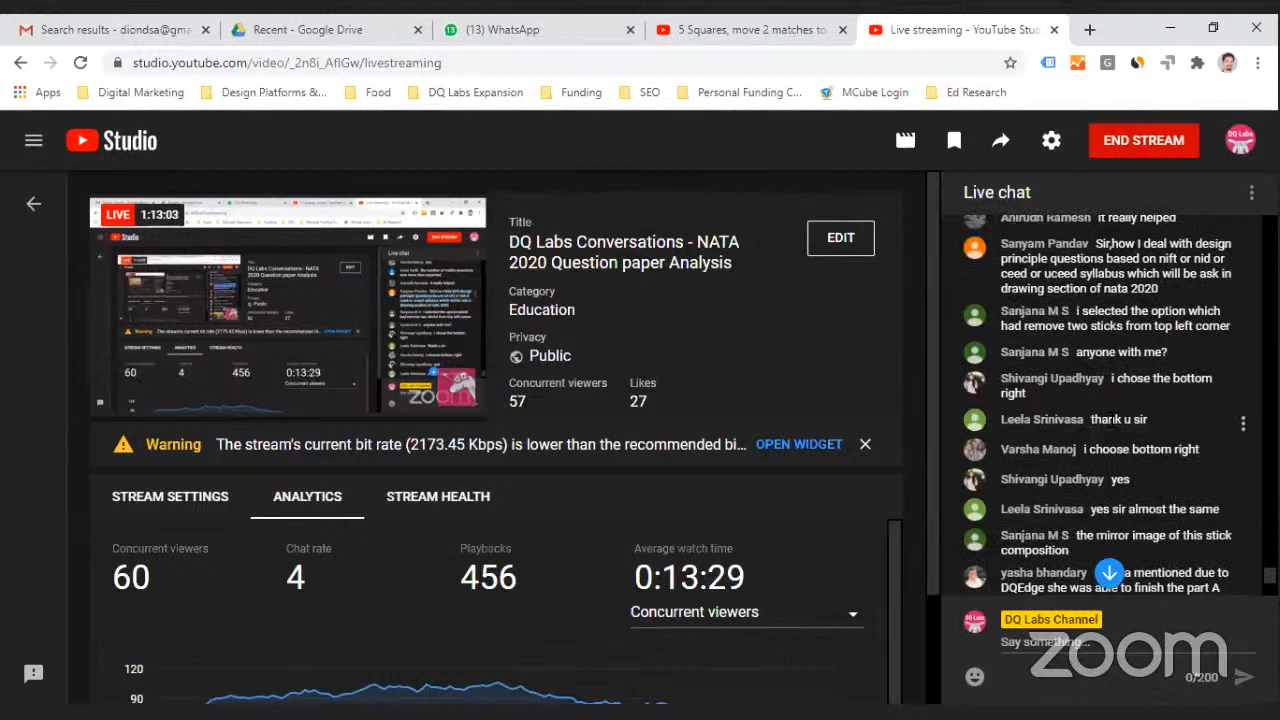 Search results - diondsa@gma
Recent - Google Drive
(13) WhatsApp
5 Squares, move 2 matches to
Live streaming - YouTube Stud
studio.youtube.com/video/_2n8i_AfIGw/livestreaming
Apps
Digital Marketing
Design Platforms &...
Food
DQ Labs Expansion
Funding
SEO
Personal Funding C...
MCube Login
Ed Research
Studio
END STREAM
LIVE 1:13:03
Title
DQ Labs Conversations - NATA
2020 Question paper Analysis
EDIT
Category
Education
Privacy
Public
Concurrent viewers
57
Likes
27
Warning The stream's current bit rate (2173.45 Kbps) is lower than the recommended bi... OPEN WIDGET
STREAM SETTINGS
ANALYTICS
STREAM HEALTH
Concurrent viewers
60
Chat rate
4
Playbacks
456
Average watch time
0:13:29
Concurrent viewers
120
90
Live chat
Anirudh Ramesh it really helped
Sanyam Pandav Sir,how I deal with design
principle questions based on nift or nid or
ceed or uceed syllabus which will be ask in
drawing section of nata 2020
Sanjana M S i selected the option which
had remove two sticks from top left corner
Sanjana M S anyone with me?
Shivangi Upadhyay i chose the bottom
right
Leela Srinivasa thank u sir
Varsha Manoj i choose bottom right
Shivangi Upadhyay yes
Leela Srinivasa yes sir almost the same
Sanjana M S the mirror image of this stick
composition
yasha bhandary a mentioned due to
DQEdge she was able to finish the part A
DQ Labs Channel
Say something...
zoom
0/200